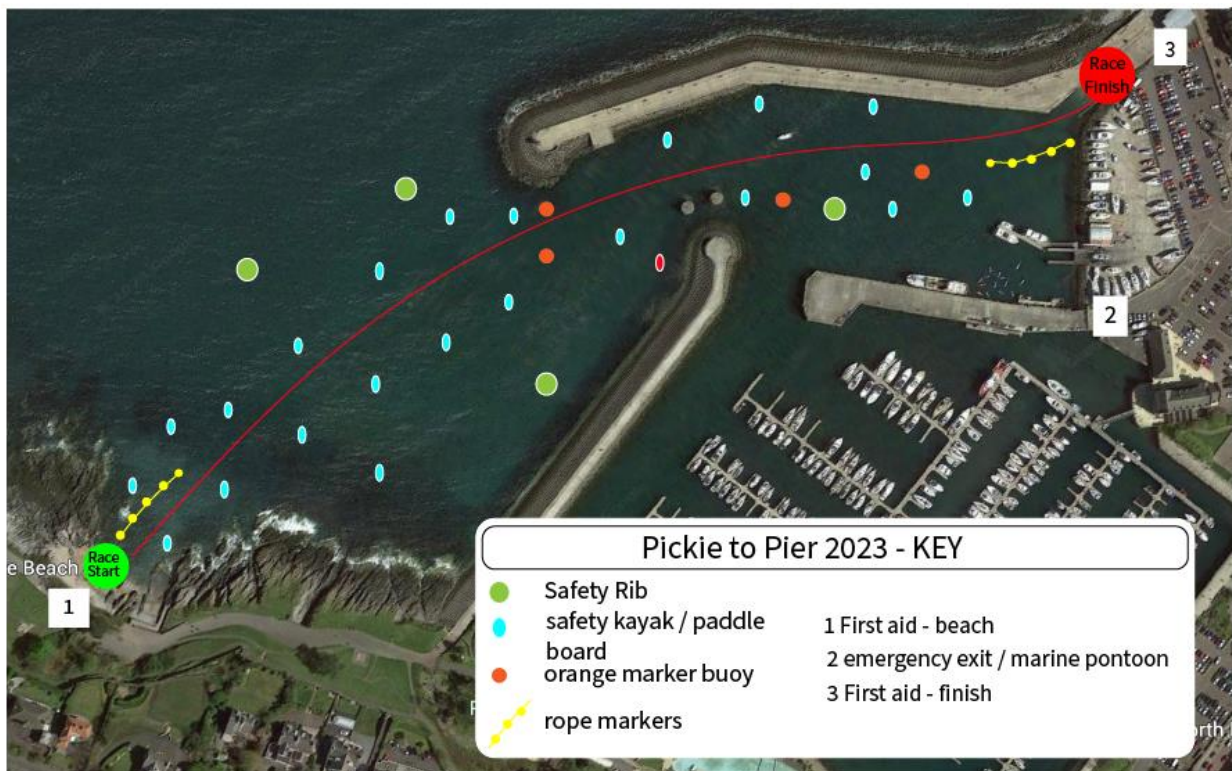 3
Race
Finish
2
e Beach
Race
Start
1
Pickie to Pier 2023 - KEY
Safety Rib
safety kayak / paddle
board
orange marker buoy
rope markers
1 First aid - beach
2 emergency exit / marine pontoon
3 First aid - finish